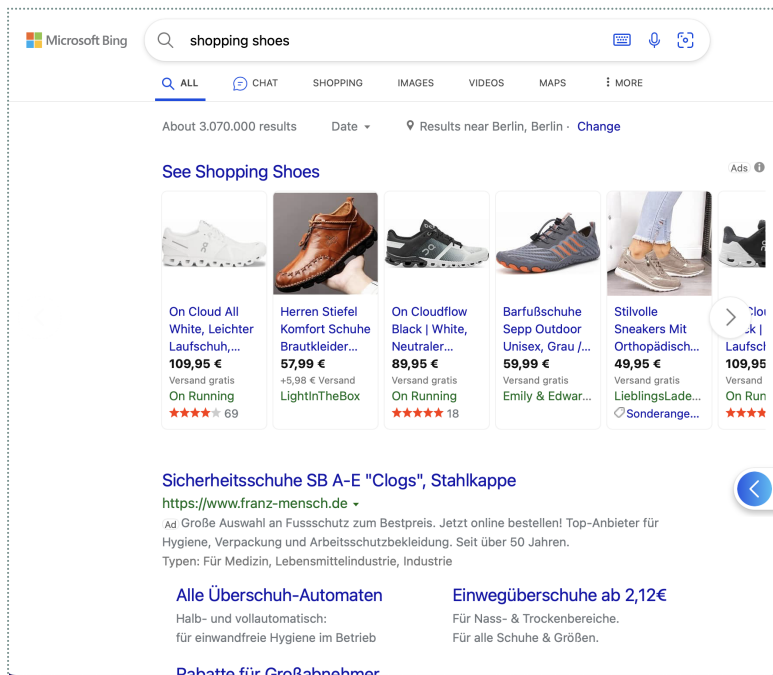 Microsoft Bing
shopping shoes
ALL CHAT SHOPPING IMAGES VIDEOS MAPS MORE
About 3.070.000 results Date Results near Berlin, Berlin · Change
See Shopping Shoes
Ads
On Cloud All
White, Leichter
Laufschuh,...
109,95 €
Versand gratis
On Running
69
Herren Stiefel
Komfort Schuhe
Brautkleider...
57,99 €
+5,98 € Versand
LightInTheBox
On Cloudflow
Black | White,
Neutraler...
89,95 €
Versand gratis
On Running
18
Barfußschuhe
Sepp Outdoor
Unisex, Grau /...
59,99 €
Versand gratis
Emily & Edwar...
Stilvolle
Sneakers Mit
Orthopädisch...
49,95 €
Versand gratis
LieblingsLade...
Sonderange...
109,95
Versand
On Run
Sicherheitsschuhe SB A-E "Clogs", Stahlkappe
https://www.franz-mensch.de
Ad Große Auswahl an Fussschutz zum Bestpreis. Jetzt online bestellen! Top-Anbieter für
Hygiene, Verpackung und Arbeitsschutzbekleidung. Seit über 50 Jahren.
Typen: Für Medizin, Lebensmittelindustrie, Industrie
Alle Überschuh-Automaten
Halb- und vollautomatisch:
für einwandfreie Hygiene im Betrieb
Einwegüberschuhe ab 2,12€
Für Nass- & Trockenbereiche.
Für alle Schuhe & Größen.
Rabatte für Großabnehmer